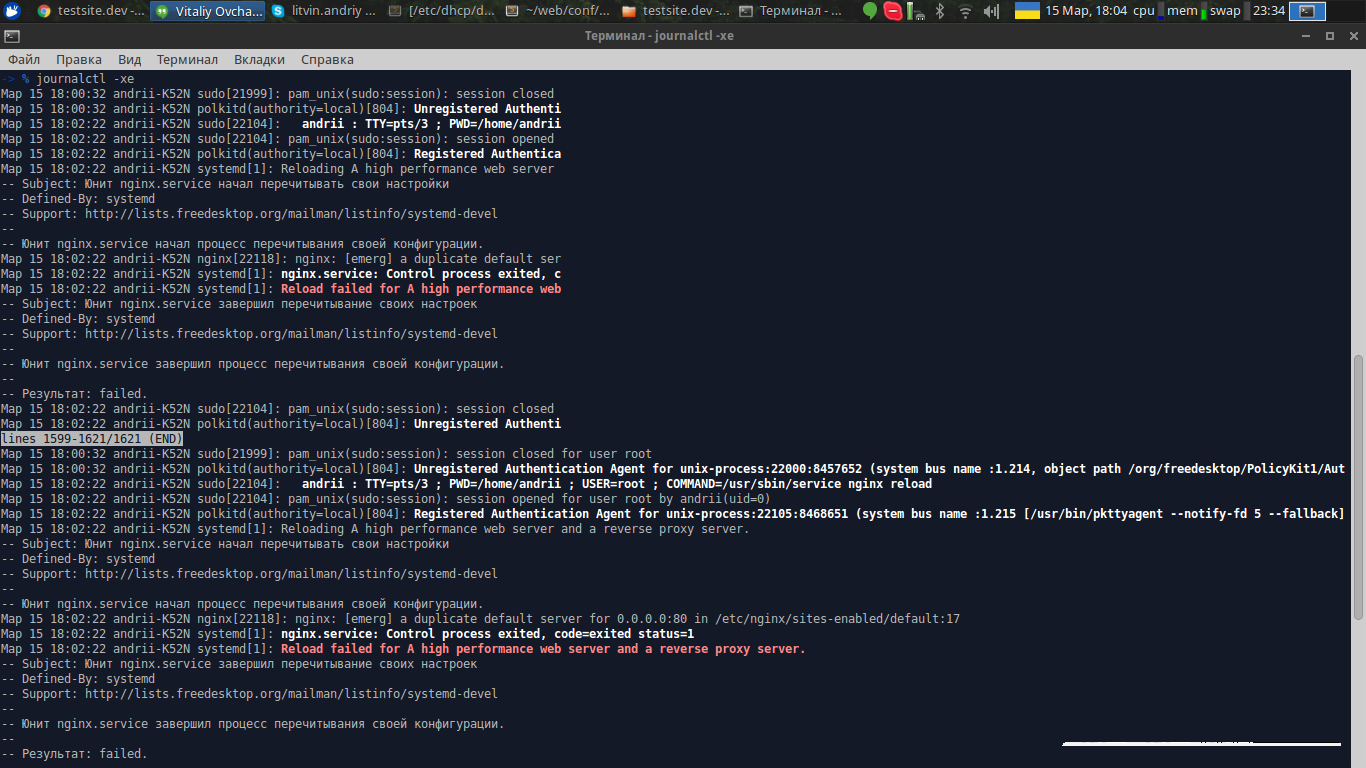 testsite.dev -...
Vitaliy Ovcha...
litvin.andriy ...
[/etc/dhcp/d...
~/web/conf/...
testsite.dev -...
Терминал - ...
15 Мар, 18:04 cpu mem swap 23:34
Терминал - journalctl -xe
Файл Правка Вид Терминал Вкладки Справка
-> % journalctl -xe
Мар 15 18:00:32 andrii-K52N sudo[21999]: pam_unix(sudo:session): session closed
Мар 15 18:00:32 andrii-K52N polkitd(authority=local)[804]: Unregistered Authenti
Мар 15 18:02:22 andrii-K52N sudo[22104]:   andrii : TTY=pts/3 ; PWD=/home/andrii
Мар 15 18:02:22 andrii-K52N sudo[22104]: pam_unix(sudo:session): session opened
Мар 15 18:02:22 andrii-K52N polkitd(authority=local)[804]: Registered Authentica
Мар 15 18:02:22 andrii-K52N systemd[1]: Reloading A high performance web server
-- Subject: Юнит nginx.service начал перечитывать свои настройки
-- Defined-By: systemd
-- Support: http://lists.freedesktop.org/mailman/listinfo/systemd-devel
--
-- Юнит nginx.service начал процесс перечитывания своей конфигурации.
Мар 15 18:02:22 andrii-K52N nginx[22118]: nginx: [emerg] a duplicate default ser
Мар 15 18:02:22 andrii-K52N systemd[1]: nginx.service: Control process exited, c
Мар 15 18:02:22 andrii-K52N systemd[1]: Reload failed for A high performance web
-- Subject: Юнит nginx.service завершил перечитывание своих настроек
-- Defined-By: systemd
-- Support: http://lists.freedesktop.org/mailman/listinfo/systemd-devel
--
-- Юнит nginx.service завершил процесс перечитывания своей конфигурации.
--
-- Результат: failed.
Мар 15 18:02:22 andrii-K52N sudo[22104]: pam_unix(sudo:session): session closed
Мар 15 18:02:22 andrii-K52N polkitd(authority=local)[804]: Unregistered Authenti
lines 1599-1621/1621 (END)
Мар 15 18:00:32 andrii-K52N sudo[21999]: pam_unix(sudo:session): session closed for user root
Мар 15 18:00:32 andrii-K52N polkitd(authority=local)[804]: Unregistered Authentication Agent for unix-process:22000:8457652 (system bus name :1.214, object path /org/freedesktop/PolicyKit1/Aut
Мар 15 18:02:22 andrii-K52N sudo[22104]:   andrii : TTY=pts/3 ; PWD=/home/andrii ; USER=root ; COMMAND=/usr/sbin/service nginx reload
Мар 15 18:02:22 andrii-K52N sudo[22104]: pam_unix(sudo:session): session opened for user root by andrii(uid=0)
Мар 15 18:02:22 andrii-K52N polkitd(authority=local)[804]: Registered Authentication Agent for unix-process:22105:8468651 (system bus name :1.215 [/usr/bin/pkttyagent --notify-fd 5 --fallback]
Мар 15 18:02:22 andrii-K52N systemd[1]: Reloading A high performance web server and a reverse proxy server.
-- Subject: Юнит nginx.service начал перечитывать свои настройки
-- Defined-By: systemd
-- Support: http://lists.freedesktop.org/mailman/listinfo/systemd-devel
--
-- Юнит nginx.service начал процесс перечитывания своей конфигурации.
Мар 15 18:02:22 andrii-K52N nginx[22118]: nginx: [emerg] a duplicate default server for 0.0.0.0:80 in /etc/nginx/sites-enabled/default:17
Мар 15 18:02:22 andrii-K52N systemd[1]: nginx.service: Control process exited, code=exited status=1
Мар 15 18:02:22 andrii-K52N systemd[1]: Reload failed for A high performance web server and a reverse proxy server.
-- Subject: Юнит nginx.service завершил перечитывание своих настроек
-- Defined-By: systemd
-- Support: http://lists.freedesktop.org/mailman/listinfo/systemd-devel
--
-- Юнит nginx.service завершил процесс перечитывания своей конфигурации.
--
-- Результат: failed.